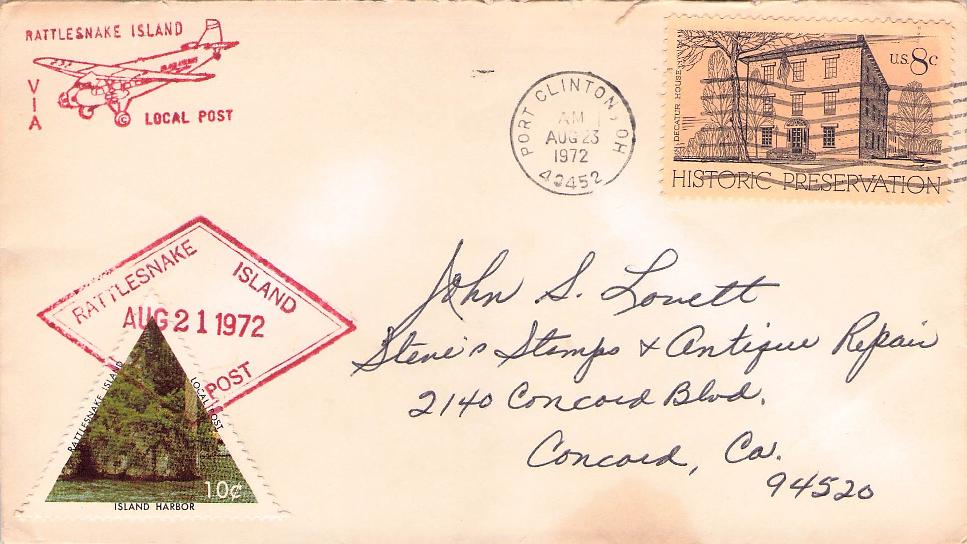 RATTLESNAKE ISLAND
VIA
LOCAL POST
PORT CLINTON, OH
AM
AUG 23
1972
43452
DECATUR HOUSE
U.S. 8c
HISTORIC PRESERVATION
RATTLESNAKE ISLAND
AUG 21 1972
POST
RATTLESNAKE ISLAND
LOCAL POST
10¢
ISLAND HARBOR
John S. Lovett
Steve's Stamps & Antique Repair
2140 Concord Blvd.
Concord, Ca.
94520